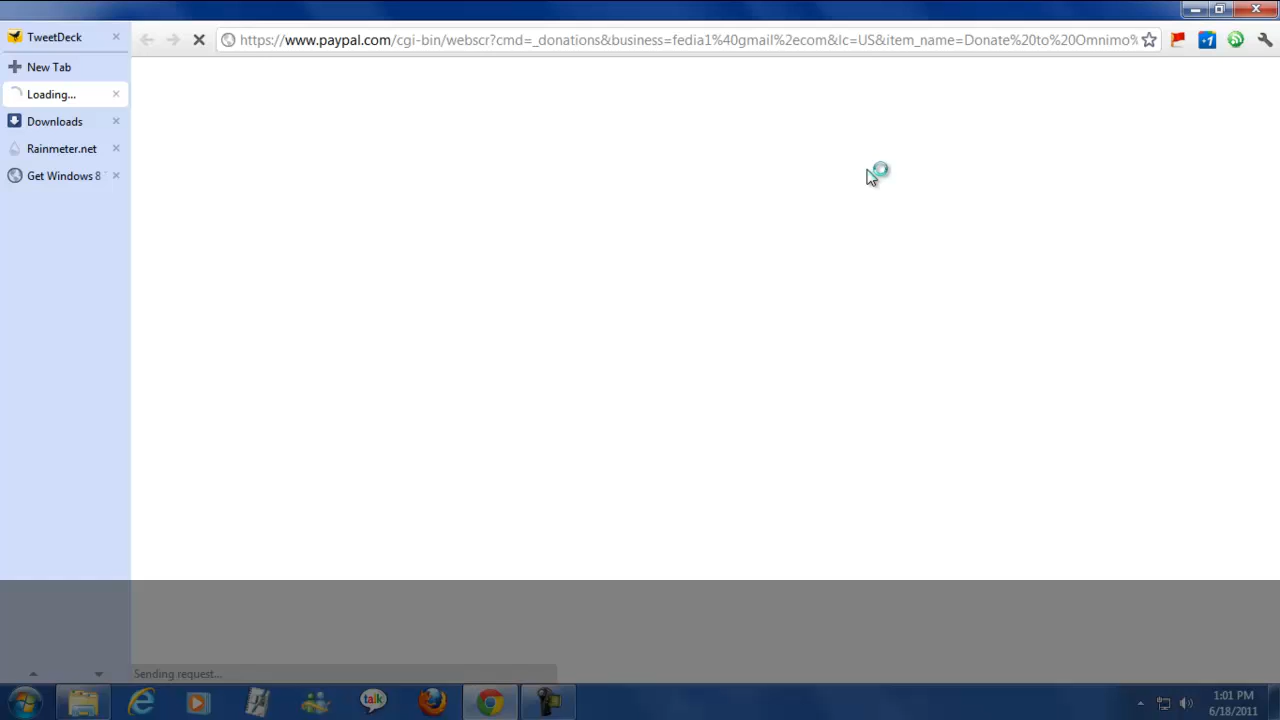 TweetDeck
https://www.paypal.com/cgi-bin/webscr?cmd=_donations&business=fedia1%40gmail%2ecom&lc=US&item_name=Donate%20to%20Omnimo%
New Tab
Loading...
Downloads
Rainmeter.net
Get Windows 8
Sending request...
talk
1:01 PM
6/18/2011